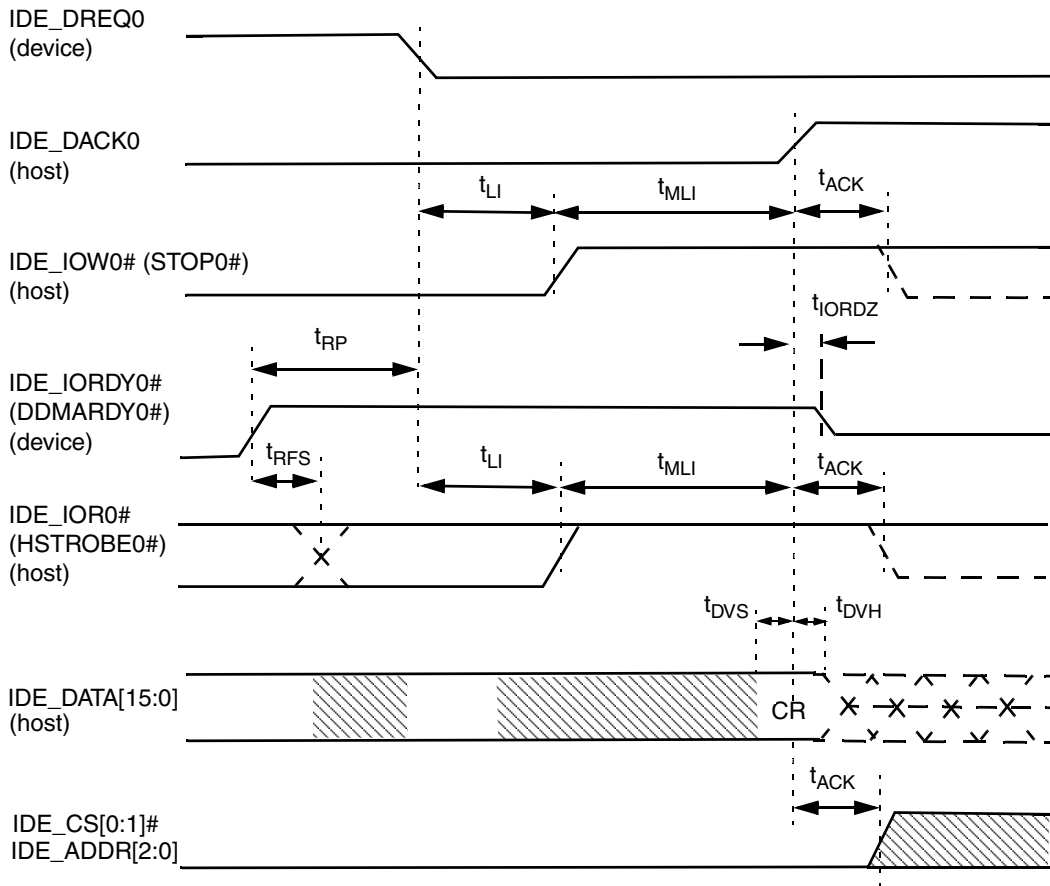 IDE_DREQ0
(device)
IDE_DACK0
(host)
tLI
tMLI
tACK
IDE_IOW0# (STOP0#)
(host)
tRP
tIORDZ
IDE_IORDY0#
(DDMARDY0#)
(device)
tRFS
tLI
tMLI
tACK
IDE_IOR0#
(HSTROBE0#)
(host)
tDVS
tDVH
IDE_DATA[15:0]
(host)
CR
tACK
IDE_CS[0:1]#
IDE_ADDR[2:0]